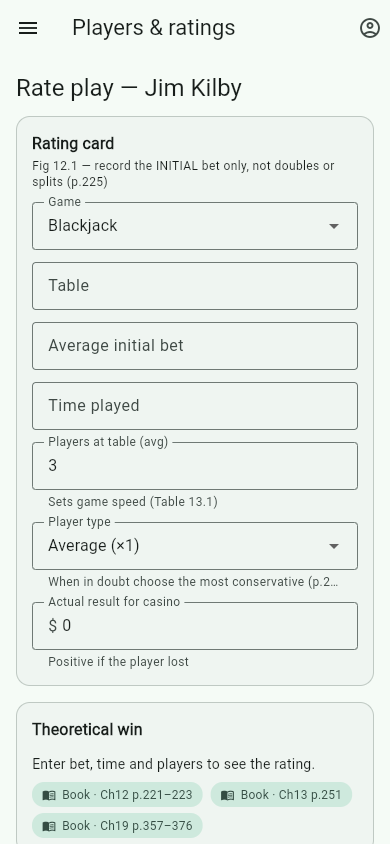 Players & ratings
Rate play — Jim Kilby
Rating card
Fig 12.1 — record the INITIAL bet only, not doubles or
splits (p.225)
Game
Blackjack
Table
Average initial bet
Time played
Players at table (avg)
3
Sets game speed (Table 13.1)
Player type
Average (×1)
When in doubt choose the most conservative (p.2…
Actual result for casino
$ 0
Positive if the player lost
Theoretical win
Enter bet, time and players to see the rating.
Book · Ch12 p.221–223
Book · Ch13 p.251
Book · Ch19 p.357–376